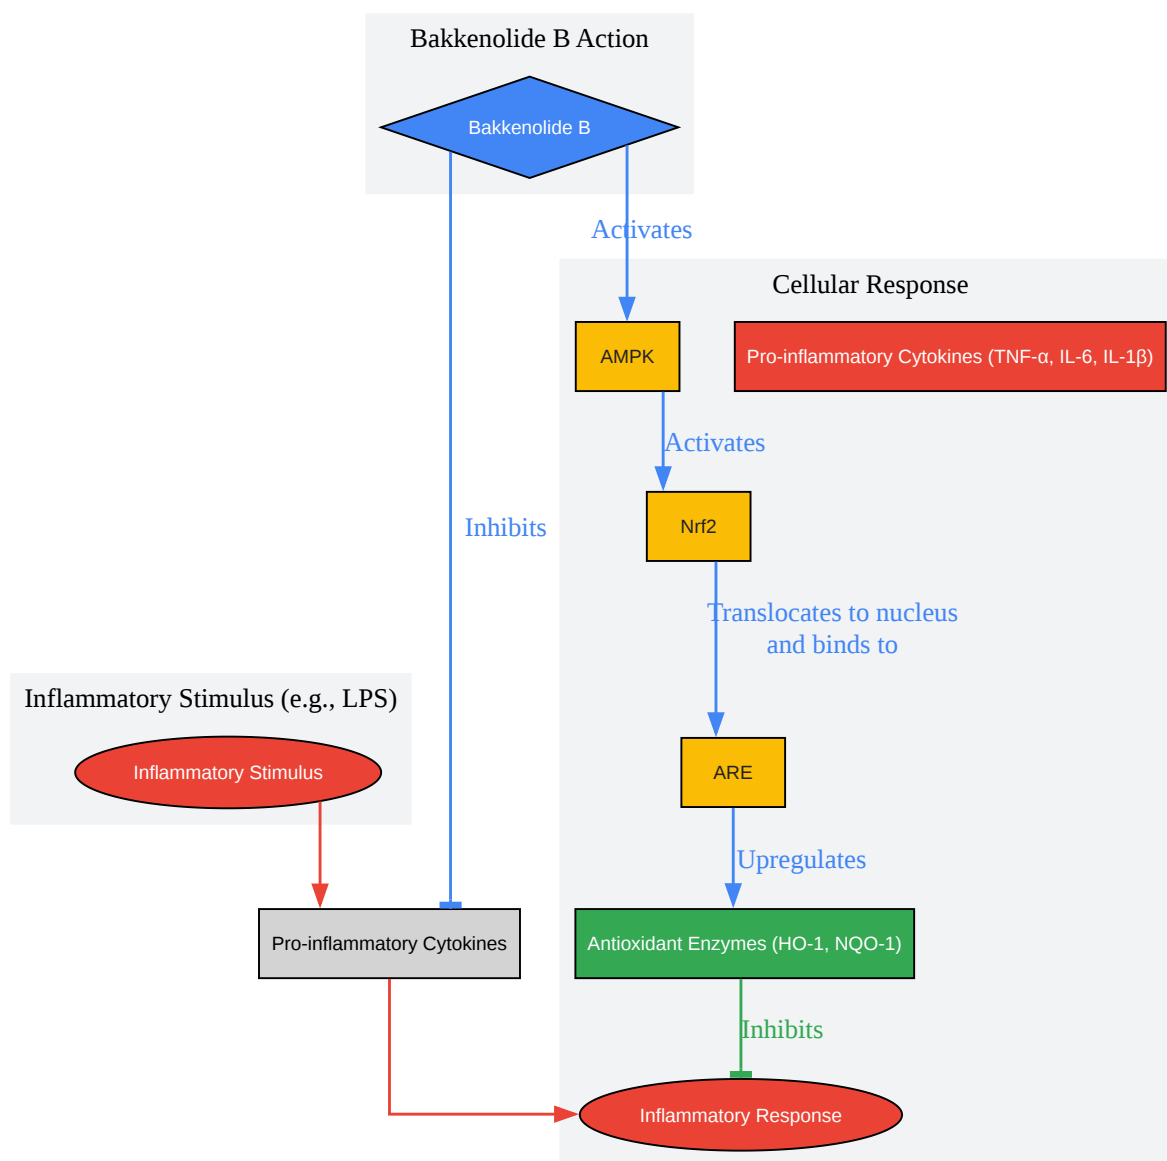 Bakkenolide B Action
Bakkenolide B
Activates
Cellular Response
AMPK
Pro-inflammatory Cytokines (TNF-α, IL-6, IL-1β)
Activates
Inhibits
Nrf2
Translocates to nucleus
and binds to
Inflammatory Stimulus (e.g., LPS)
Inflammatory Stimulus
ARE
Upregulates
Pro-inflammatory Cytokines
Antioxidant Enzymes (HO-1, NQO-1)
Inhibits
Inflammatory Response